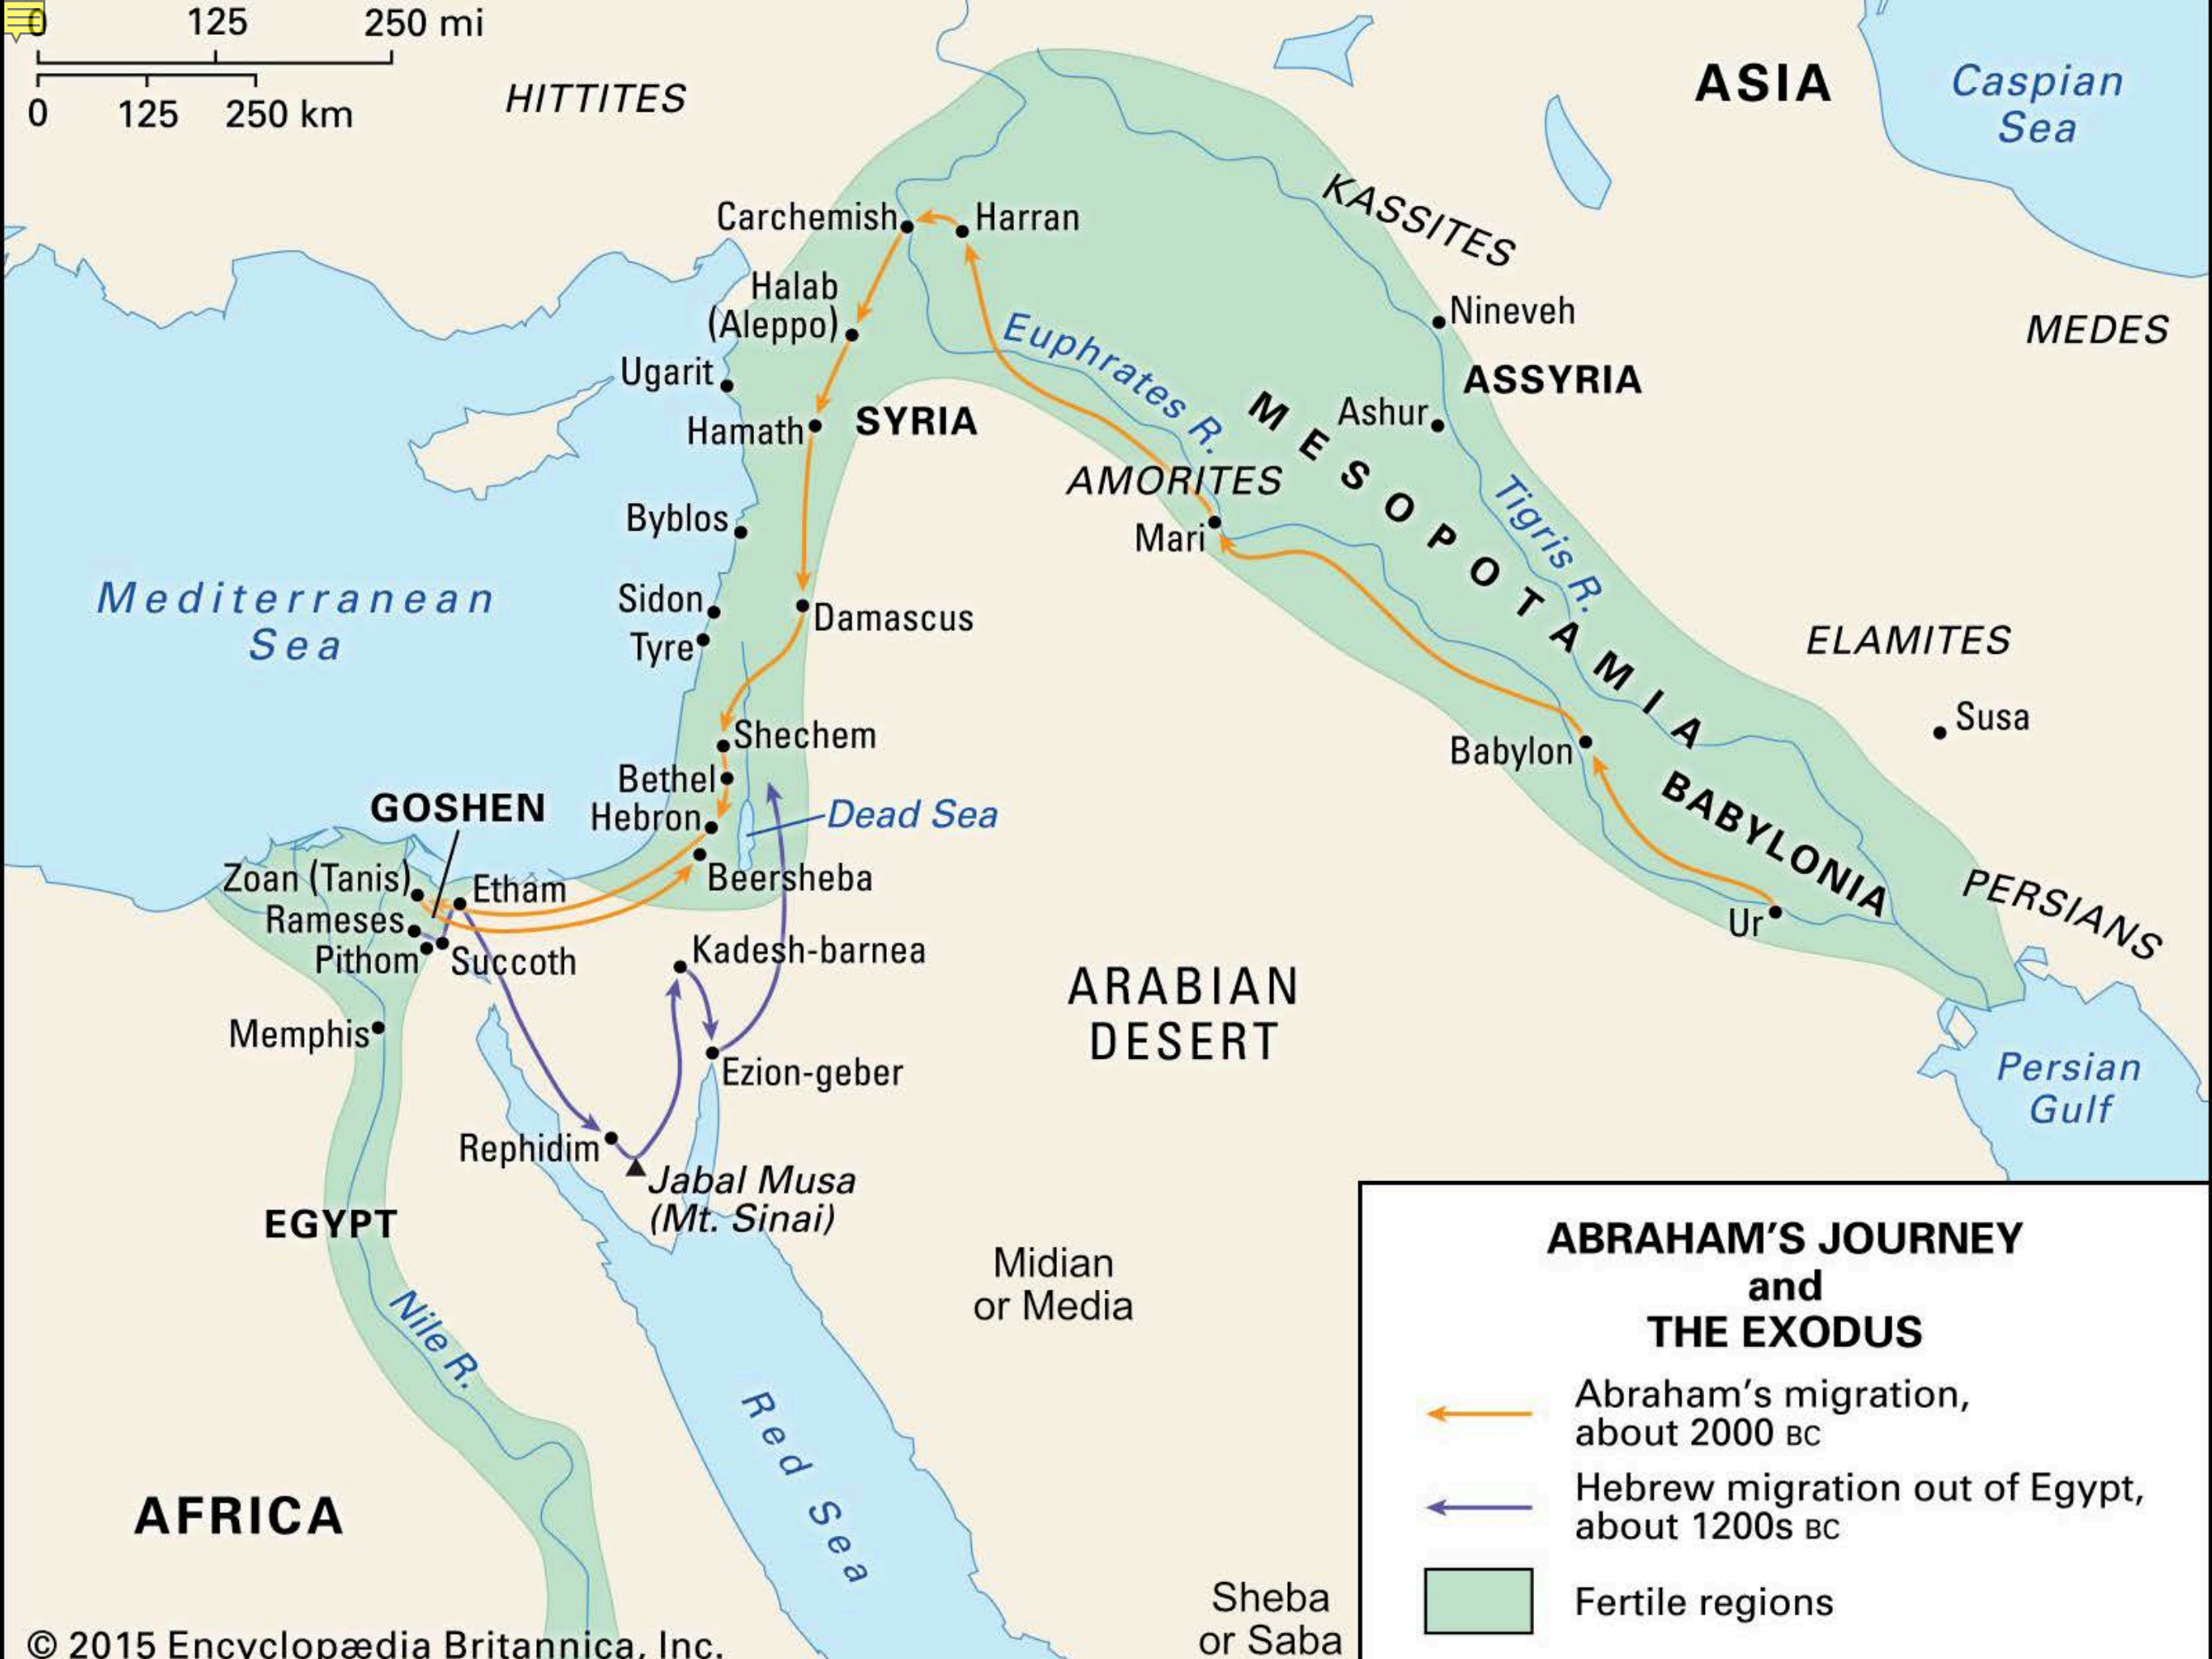 0 125 250 mi
0 125 250 km
HITTITES
ASIA
Caspian
Sea
KASSITES
Carchemish
Harran
Halab
(Aleppo)
Nineveh
MEDES
Euphrates R.
Ugarit
ASSYRIA
Hamath
SYRIA
MESOPOTAMIA
Ashur
AMORITES
Mari
Tigris R.
Byblos
Mediterranean
Sea
Sidon
Tyre
Damascus
ELAMITES
Susa
Shechem
Babylon
Bethel
GOSHEN
Hebron
Dead Sea
BABYLONIA
Zoan (Tanis)
Etham
Beersheba
PERSIANS
Rameses
Ur
Pithom
Succoth
Kadesh-barnea
ARABIAN
DESERT
Memphis
Ezion-geber
Persian
Gulf
Rephidim
Jabal Musa
(Mt. Sinai)
EGYPT
Midian
or Media
Nile R.
Red Sea
AFRICA
Sheba
or Saba
ABRAHAM'S JOURNEY
and
THE EXODUS
Abraham's migration,
about 2000 BC
Hebrew migration out of Egypt,
about 1200s BC
Fertile regions
© 2015 Encyclopædia Britannica, Inc.